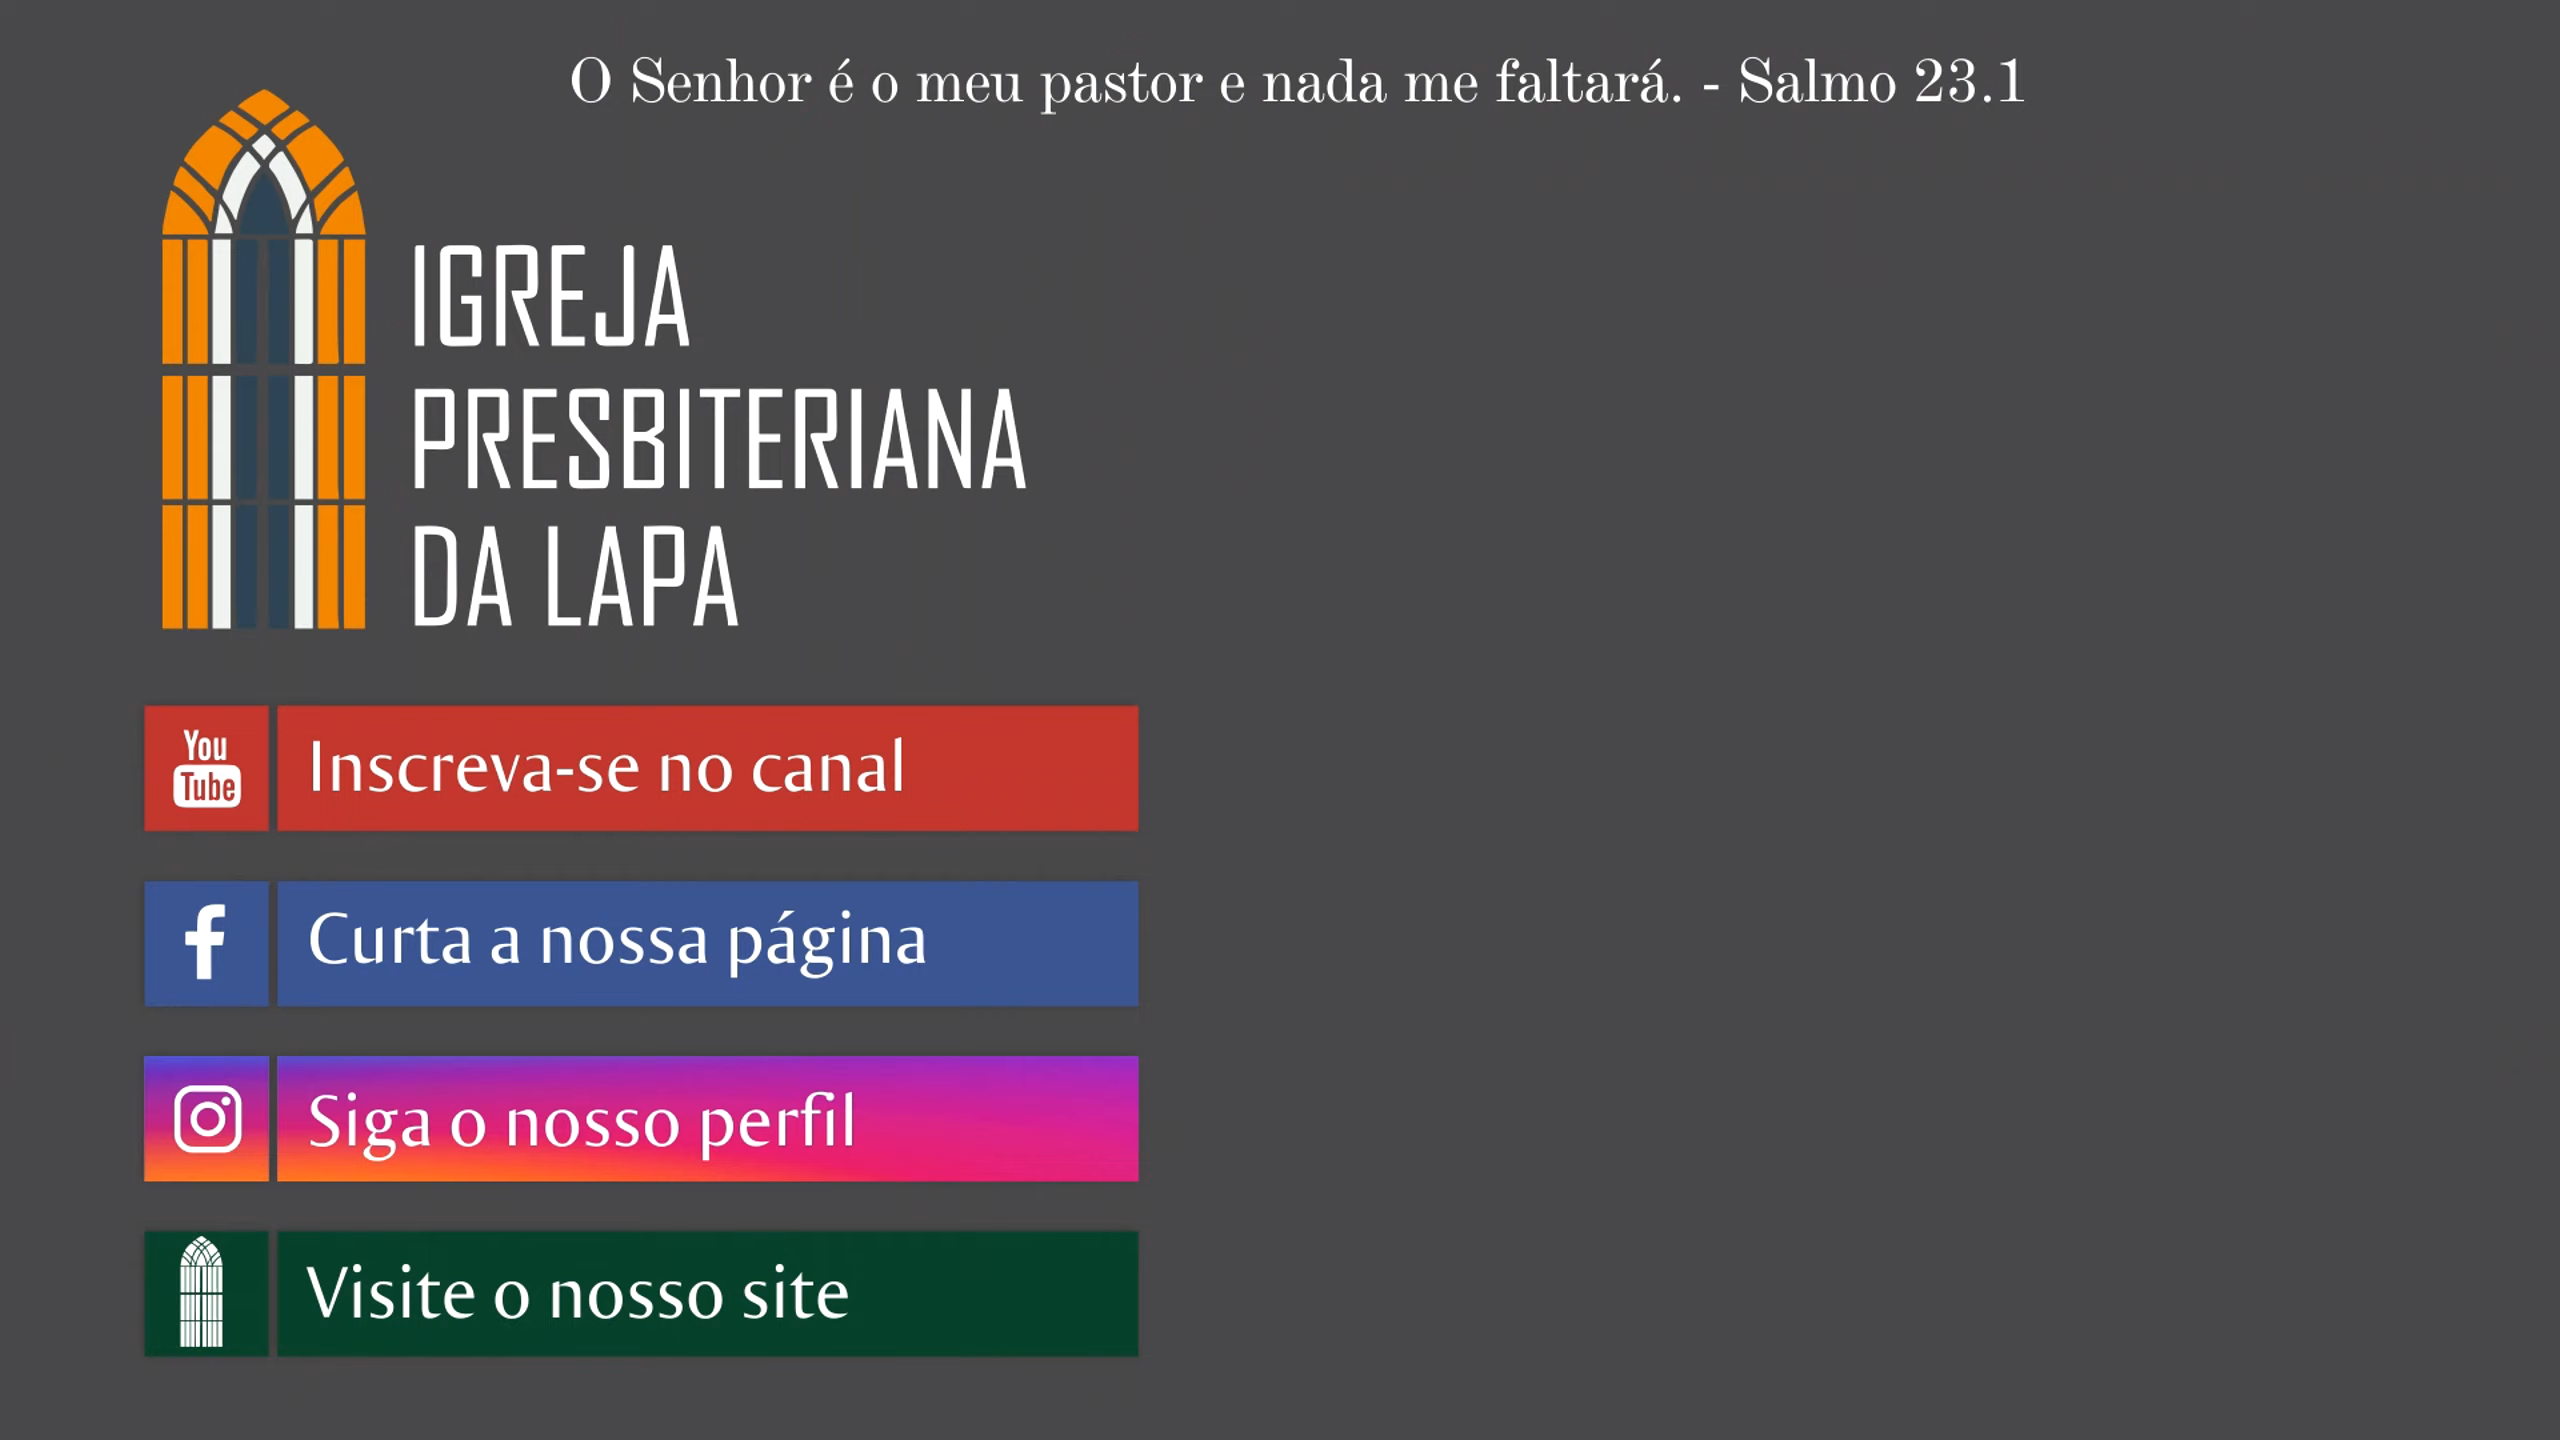 O Senhor é o meu pastor e nada me faltará. - Salmo 23.1
IGREJA
PRESBITERIANA
DA LAPA
You
Tube
Inscreva-se no canal
f
Curta a nossa página
Siga o nosso perfil
Visite o nosso site